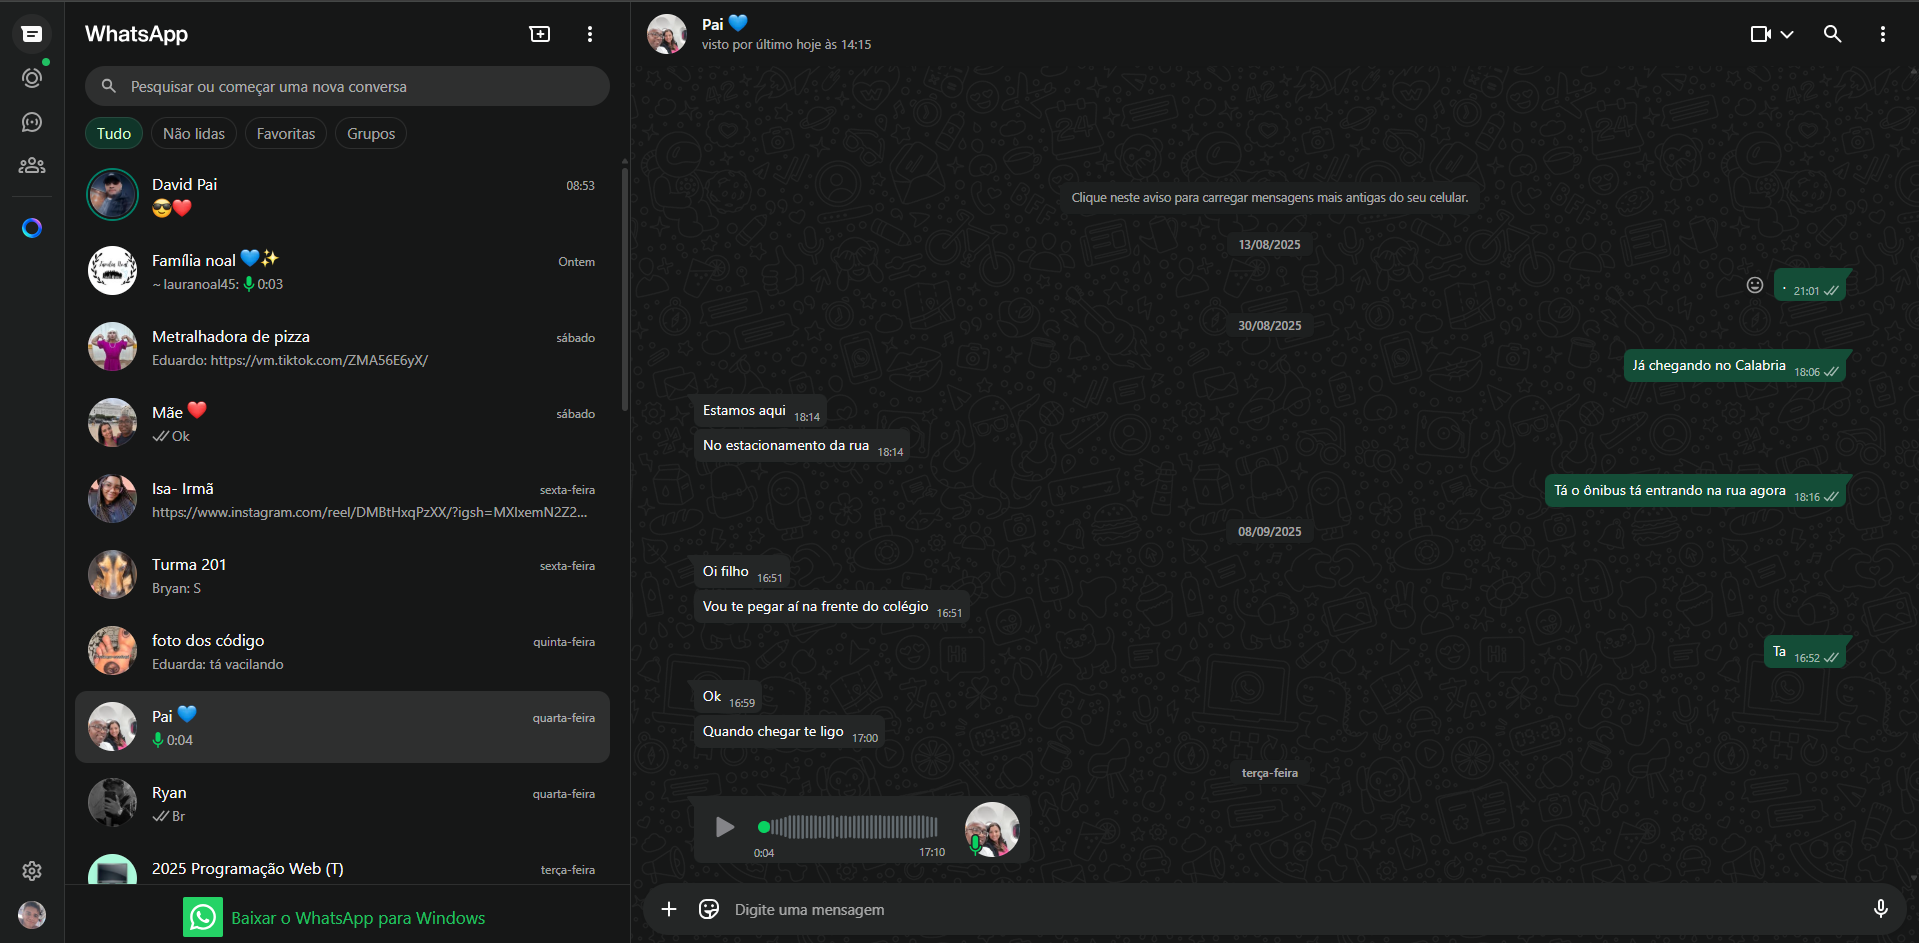 WhatsApp
Pesquisar ou começar uma nova conversa
Tudo
Não lidas
Favoritas
Grupos
David Pai
08:53
😎❤️
Família noal 💙✨
Ontem
~ lauranoal45: 0:03
Metralhadora de pizza
sábado
Eduardo: https://vm.tiktok.com/ZMA56E6yX/
Mãe ❤️
sábado
Ok
Isa- Irmã
sexta-feira
https://www.instagram.com/reel/DMBtHxqPzXX/?igsh=MXIxemN2Z2...
Turma 201
sexta-feira
Bryan: S
foto dos código
quinta-feira
Eduarda: tá vacilando
Pai 💙
quarta-feira
0:04
Ryan
quarta-feira
Br
2025 Programação Web (T)
terça-feira
Baixar o WhatsApp para Windows
Pai 💙
visto por último hoje às 14:15
Clique neste aviso para carregar mensagens mais antigas do seu celular.
13/08/2025
. 21:01
30/08/2025
Já chegando no Calabria 18:06
Estamos aqui 18:14
No estacionamento da rua 18:14
Tá o ônibus tá entrando na rua agora 18:16
08/09/2025
Oi filho 16:51
Vou te pegar aí na frente do colégio 16:51
Ta 16:52
Ok 16:59
Quando chegar te ligo 17:00
terça-feira
0:04
17:10
Digite uma mensagem